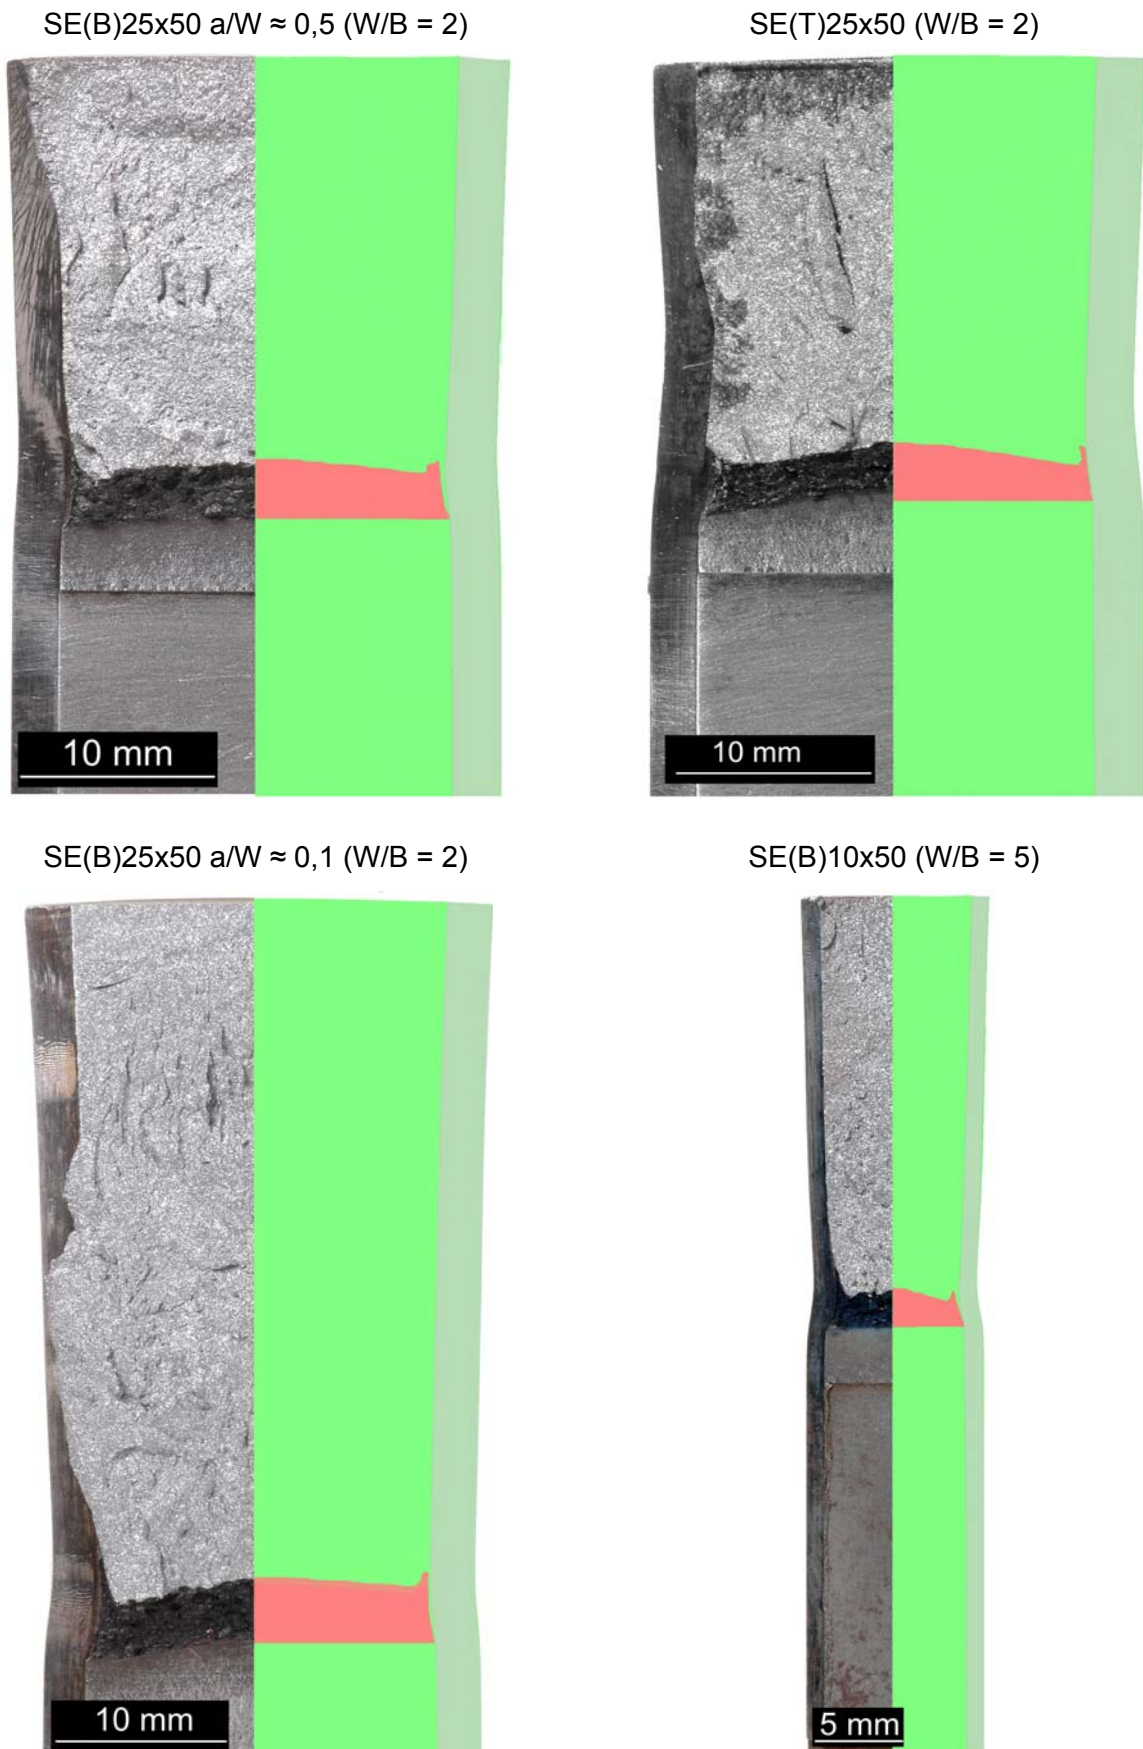 SE(B)25x50 a/W ≈ 0,5 (W/B = 2)
SE(T)25x50 (W/B = 2)
10 mm
10 mm
SE(B)25x50 a/W ≈ 0,1 (W/B = 2)
SE(B)10x50 (W/B = 5)
10 mm
5 mm